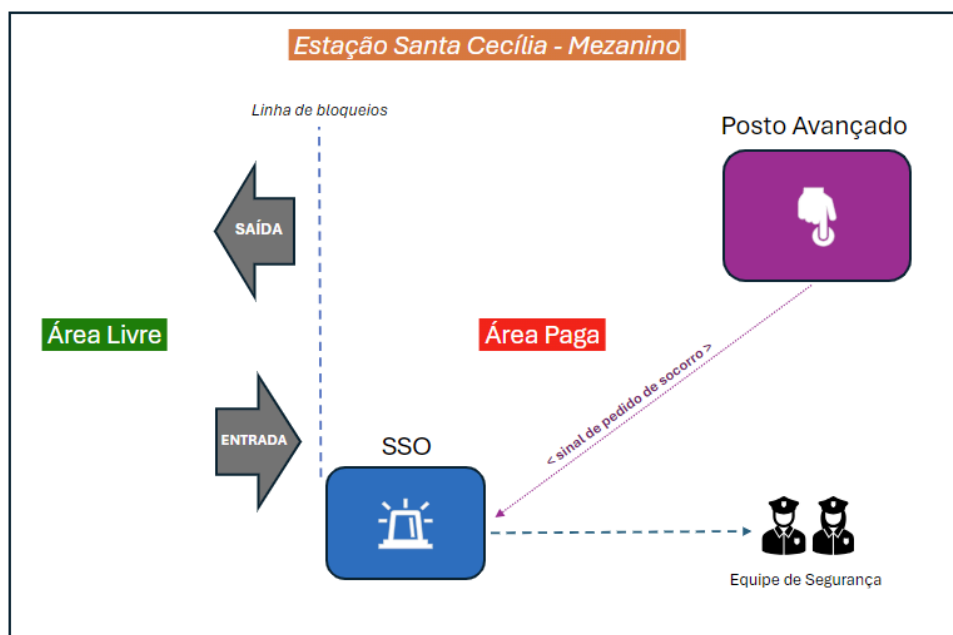 Estação Santa Cecília - Mezanino
Linha de bloqueios
Posto Avançado
SAÍDA
Área Livre
Área Paga
< sinal de pedido de socorro >
ENTRADA
SSO
Equipe de Segurança